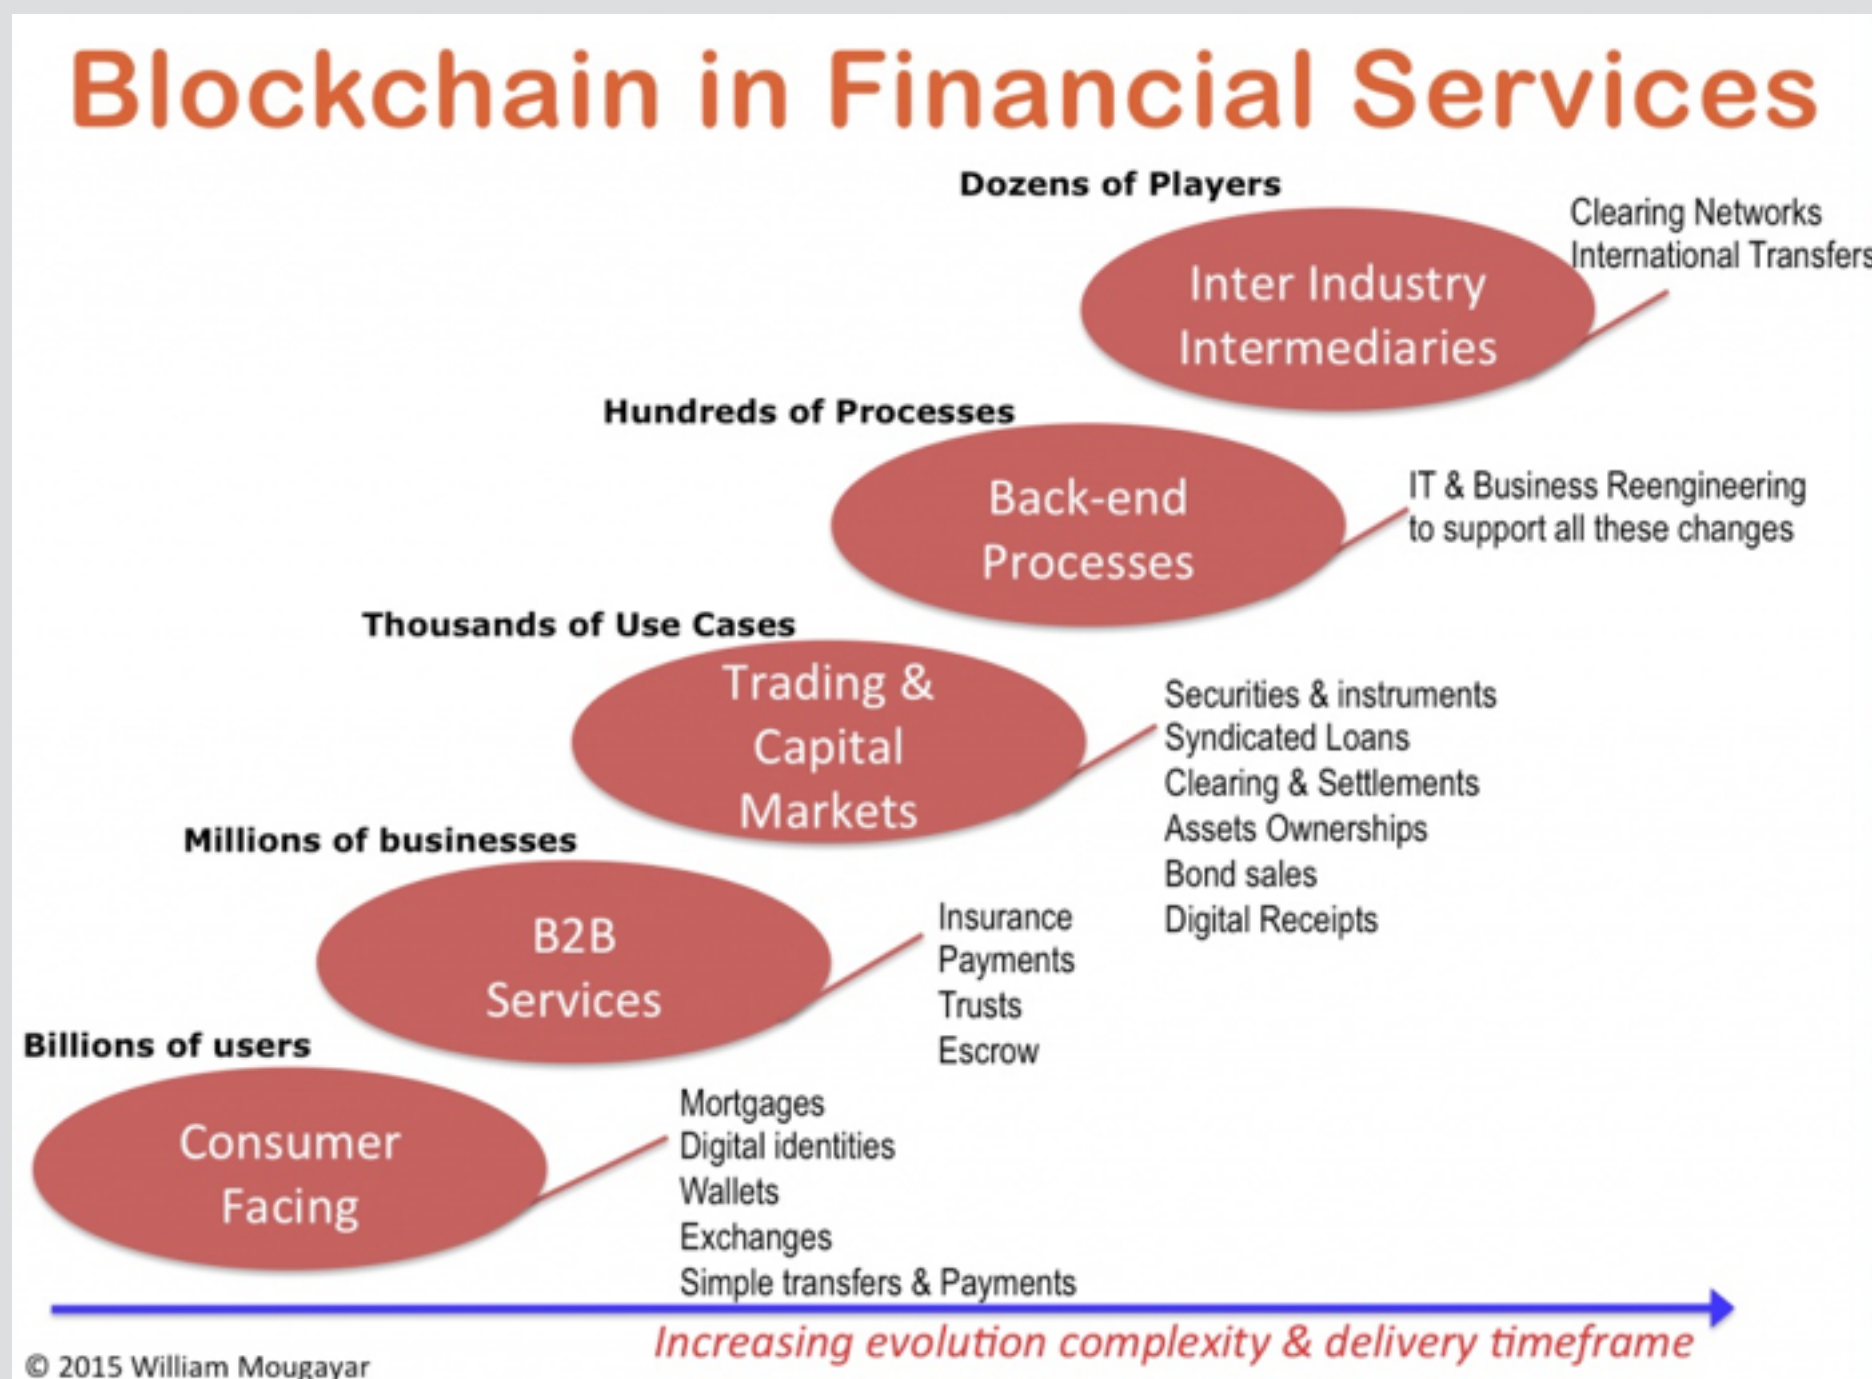 Blockchain in Financial Services
Dozens of Players
Inter Industry
Intermediaries
Clearing Networks
International Transfers
Hundreds of Processes
Back-end
Processes
IT & Business Reengineering
to support all these changes
Thousands of Use Cases
Trading &
Capital
Markets
Securities & instruments
Syndicated Loans
Clearing & Settlements
Assets Ownerships
Bond sales
Digital Receipts
Millions of businesses
B2B
Services
Insurance
Payments
Trusts
Escrow
Billions of users
Consumer
Facing
Mortgages
Digital identities
Wallets
Exchanges
Simple transfers & Payments
Increasing evolution complexity & delivery timeframe
© 2015 William Mougayar